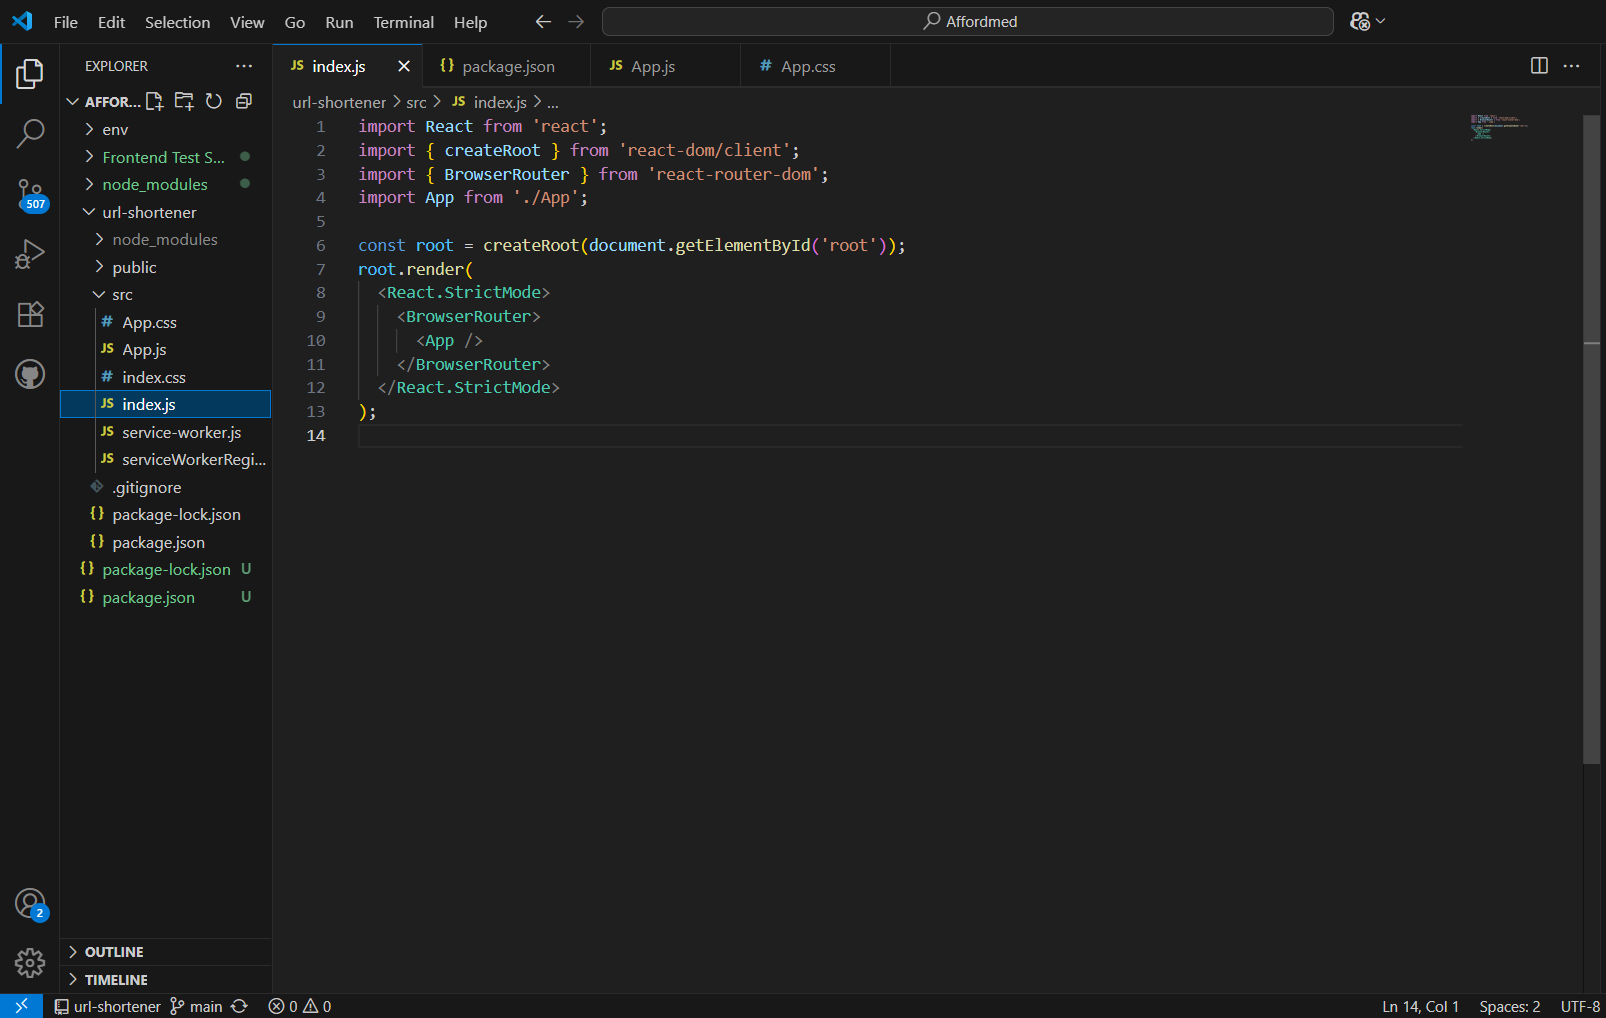 File Edit Selection View Go Run Terminal Help
Affordmed
EXPLORER
AFFOR...
env
Frontend Test S...
node_modules
url-shortener
node_modules
public
src
App.css
App.js
index.css
index.js
service-worker.js
serviceWorkerRegi...
.gitignore
package-lock.json
package.json
package-lock.json U
package.json U
507
2
OUTLINE
TIMELINE
index.js
package.json
App.js
App.css
url-shortener > src > JS index.js > ...
1 import React from 'react';
2 import { createRoot } from 'react-dom/client';
3 import { BrowserRouter } from 'react-router-dom';
4 import App from './App';
5
6 const root = createRoot(document.getElementById('root'));
7 root.render(
8 <React.StrictMode>
9 <BrowserRouter>
10 <App />
11 </BrowserRouter>
12 </React.StrictMode>
13 );
14
url-shortener main 0 0
Ln 14, Col 1 Spaces: 2 UTF-8